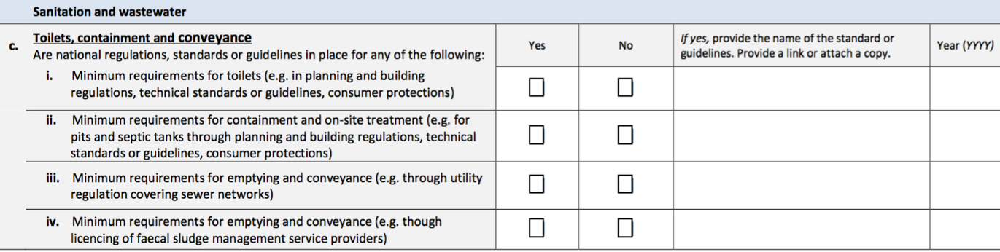 Sanitation and wastewater
c. Toilets, containment and conveyance
Are national regulations, standards or guidelines in place for any of the following:
Yes
No
If yes, provide the name of the standard or
guidelines. Provide a link or attach a copy.
Year (YYYY)
i. Minimum requirements for toilets (e.g. in planning and building
regulations, technical standards or guidelines, consumer protections)
ii. Minimum requirements for containment and on-site treatment (e.g. for
pits and septic tanks through planning and building regulations, technical
standards or guidelines, consumer protections)
iii. Minimum requirements for emptying and conveyance (e.g. through utility
regulation covering sewer networks)
iv. Minimum requirements for emptying and conveyance (e.g. though
licencing of faecal sludge management service providers)